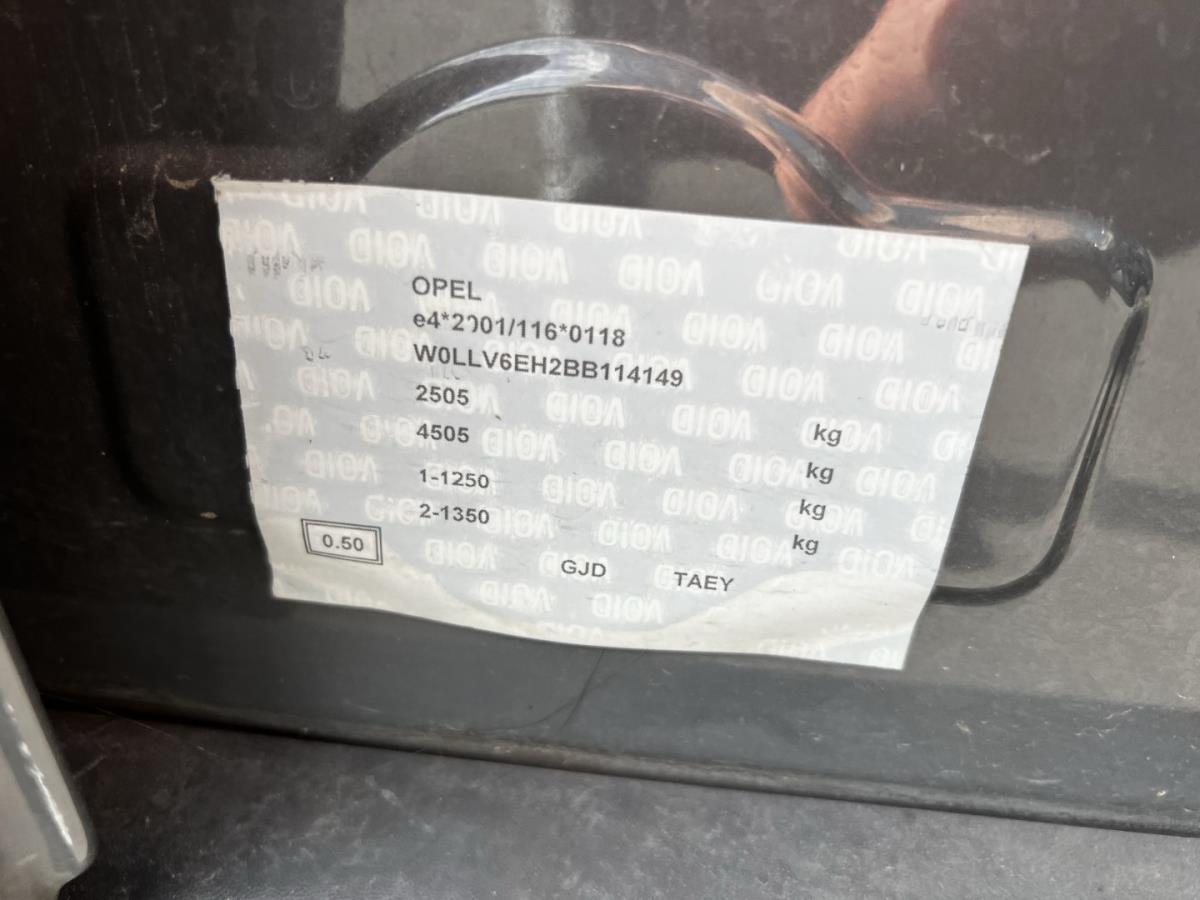 OPEL
e4*2001/116*0118
W0LLV6EH2BB114149
2505 kg
4505 kg
1-1250 kg
2-1350 kg
0.50 GJD TAEY
VOID